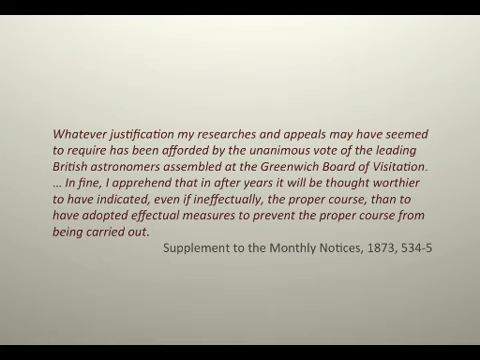 Whatever justification my researches and appeals may have seemed
to require has been afforded by the unanimous vote of the leading
British astronomers assembled at the Greenwich Board of Visitation.
... In fine, I apprehend that in after years it will be thought worthier
to have indicated, even if ineffectually, the proper course, than to
have adopted effectual measures to prevent the proper course from
being carried out.
Supplement to the Monthly Notices, 1873, 534-5